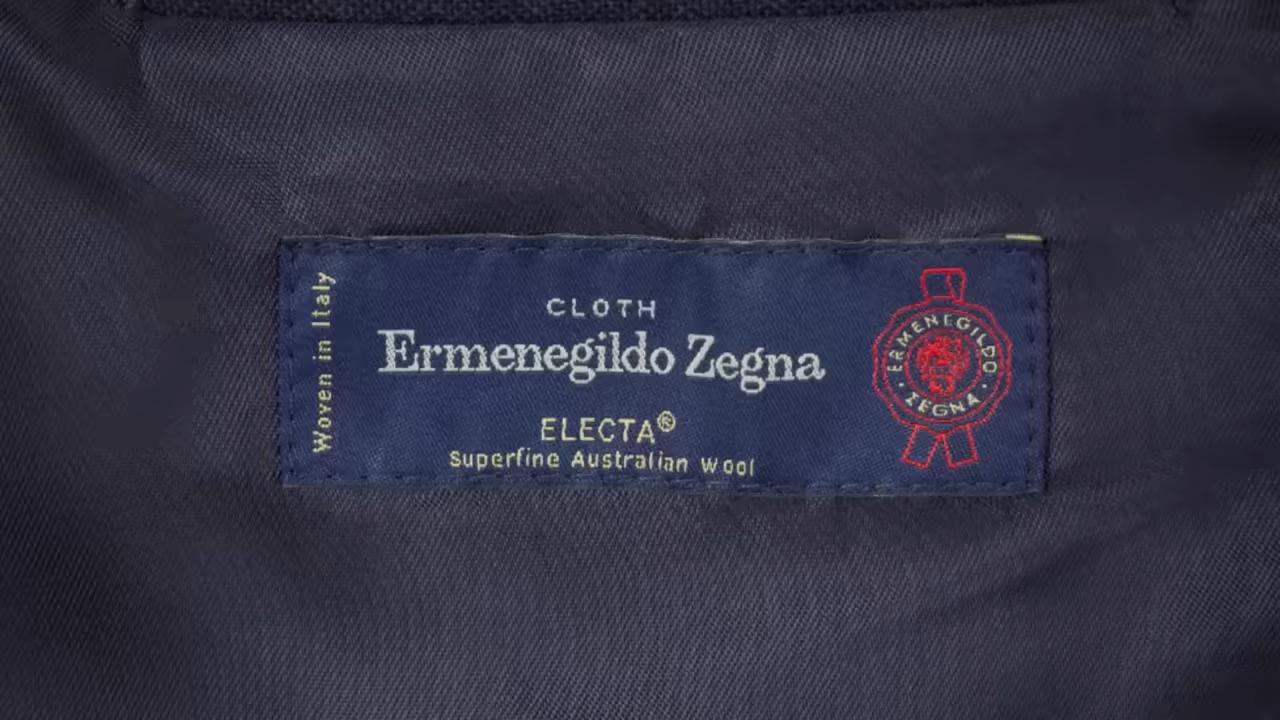 Woven in Italy
CLOTH
Ermenegildo Zegna
ELECTA®
Superfine Australian Wool
ERMENEGILDO
· ZEGNA ·